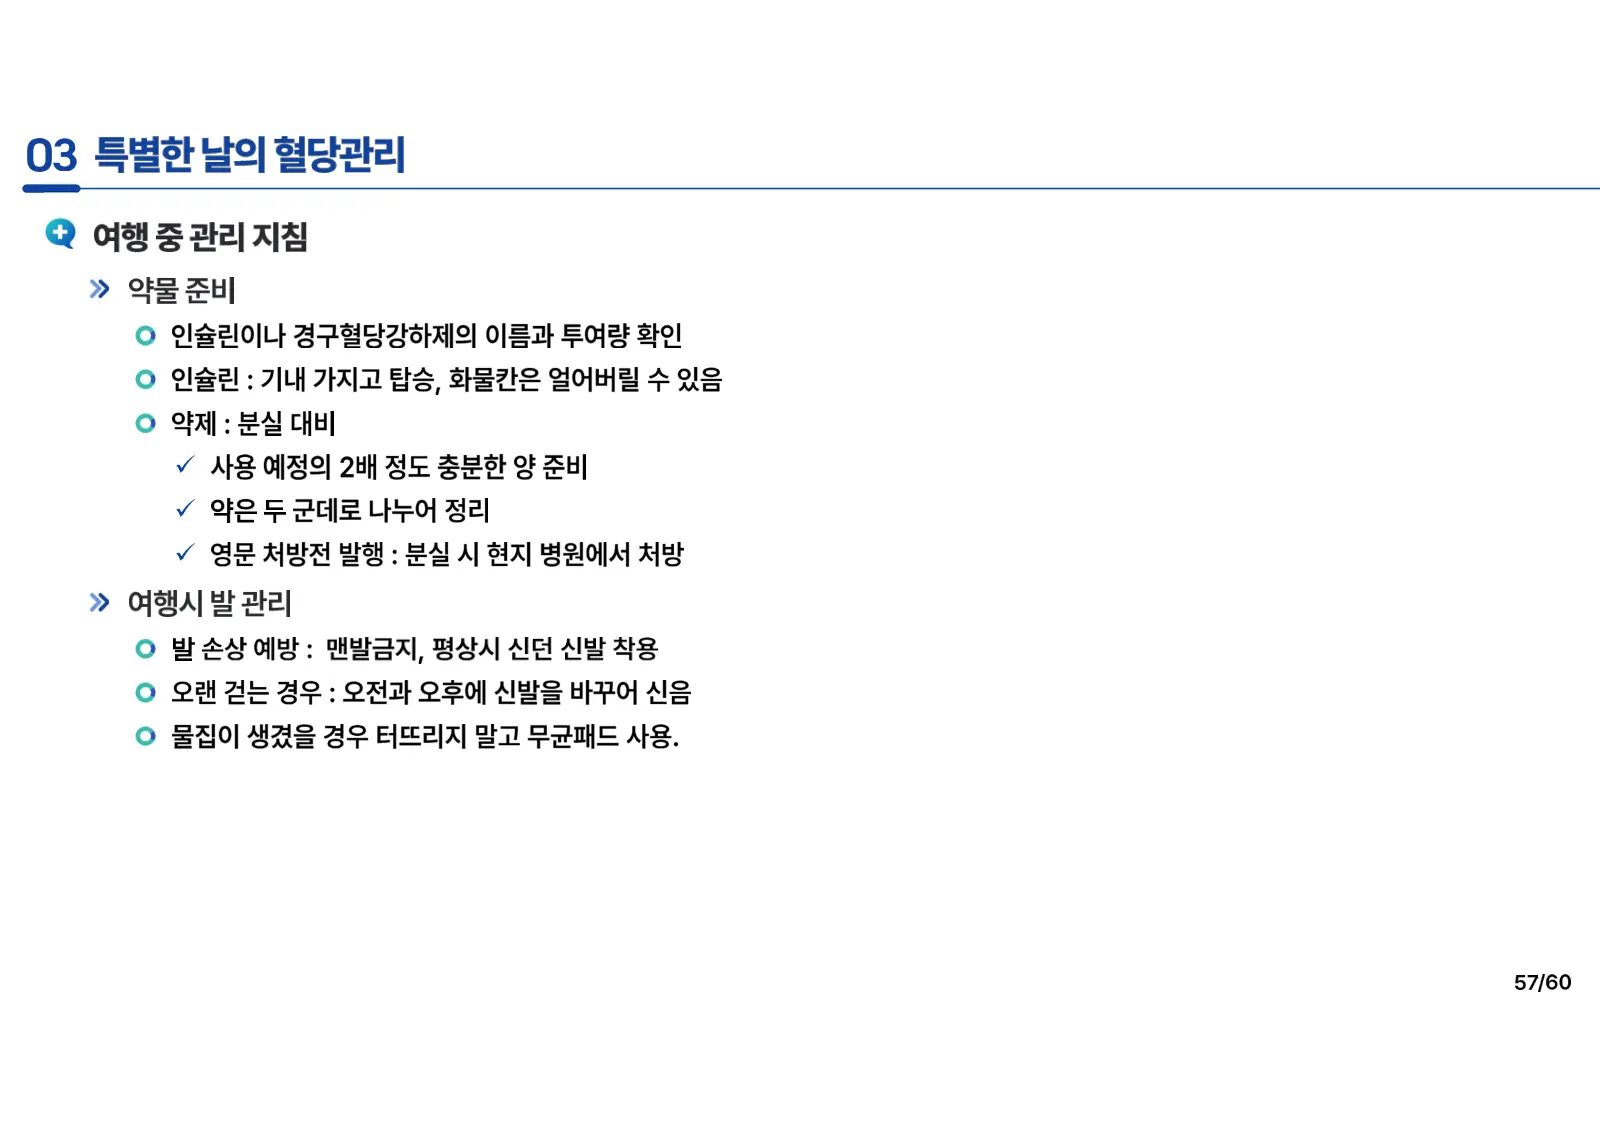 03 특별한 날의 혈당관리
여행 중 관리 지침
약물 준비
인슐린이나 경구혈당강하제의 이름과 투여량 확인
인슐린 : 기내 가지고 탑승, 화물칸은 얼어버릴 수 있음
약제 : 분실 대비
사용 예정의 2배 정도 충분한 양 준비
약은 두 군데로 나누어 정리
영문 처방전 발행 : 분실 시 현지 병원에서 처방
여행시 발 관리
발 손상 예방 : 맨발금지, 평상시 신던 신발 착용
오랜 걷는 경우 : 오전과 오후에 신발을 바꾸어 신음
물집이 생겼을 경우 터뜨리지 말고 무균패드 사용.
57/60